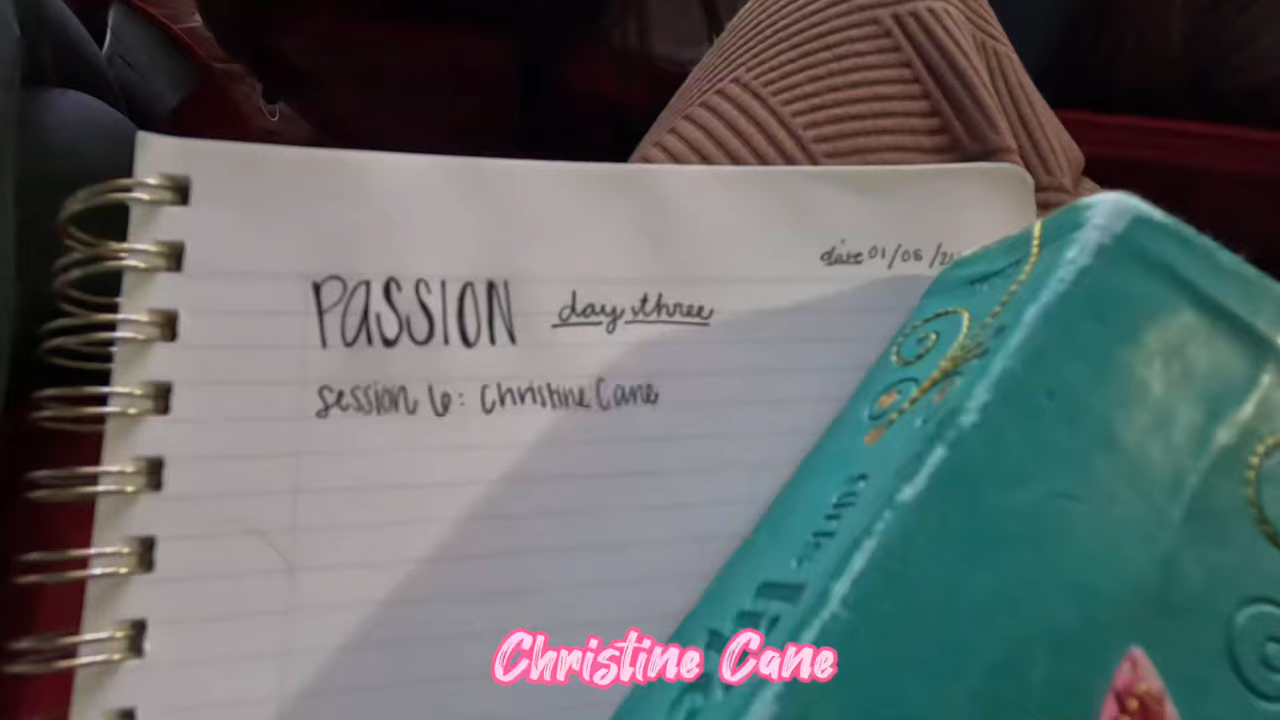 date 01/05/2
PASSION day three
session 6: Christine Cane
Christine Cane